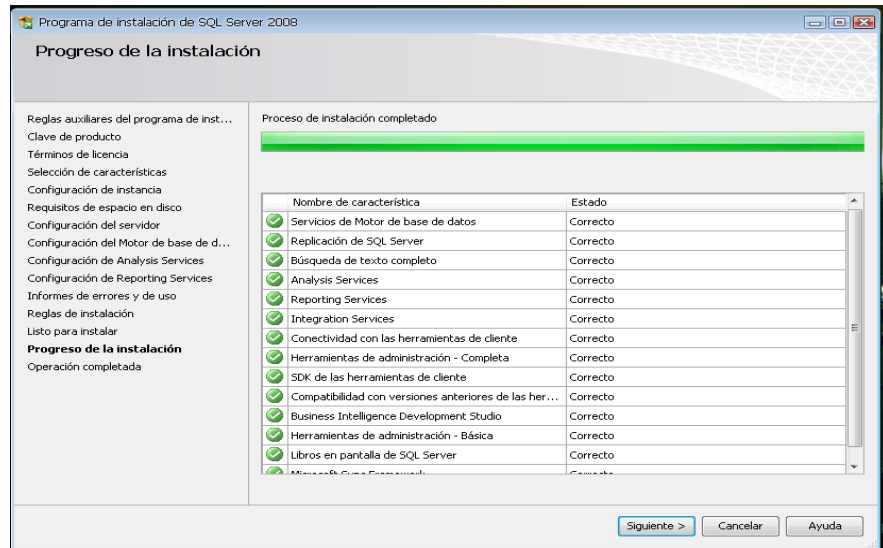 Programa de instalación de SQL Server 2008
Progreso de la instalación
Reglas auxiliares del programa de inst...
Clave de producto
Términos de licencia
Selección de características
Configuración de instancia
Requisitos de espacio en disco
Configuración del servidor
Configuración del Motor de base de d...
Configuración de Analysis Services
Configuración de Reporting Services
Informes de errores y de uso
Reglas de instalación
Listo para instalar
Progreso de la instalación
Operación completada
Proceso de instalación completado
Nombre de característica Estado
Servicios de Motor de base de datos Correcto
Replicación de SQL Server Correcto
Búsqueda de texto completo Correcto
Analysis Services Correcto
Reporting Services Correcto
Integration Services Correcto
Conectividad con las herramientas de cliente Correcto
Herramientas de administración - Completa Correcto
SDK de las herramientas de cliente Correcto
Compatibilidad con versiones anteriores de las her... Correcto
Business Intelligence Development Studio Correcto
Herramientas de administración - Básica Correcto
Libros en pantalla de SQL Server Correcto
Microsoft Sync Framework Correcto
Siguiente > Cancelar Ayuda